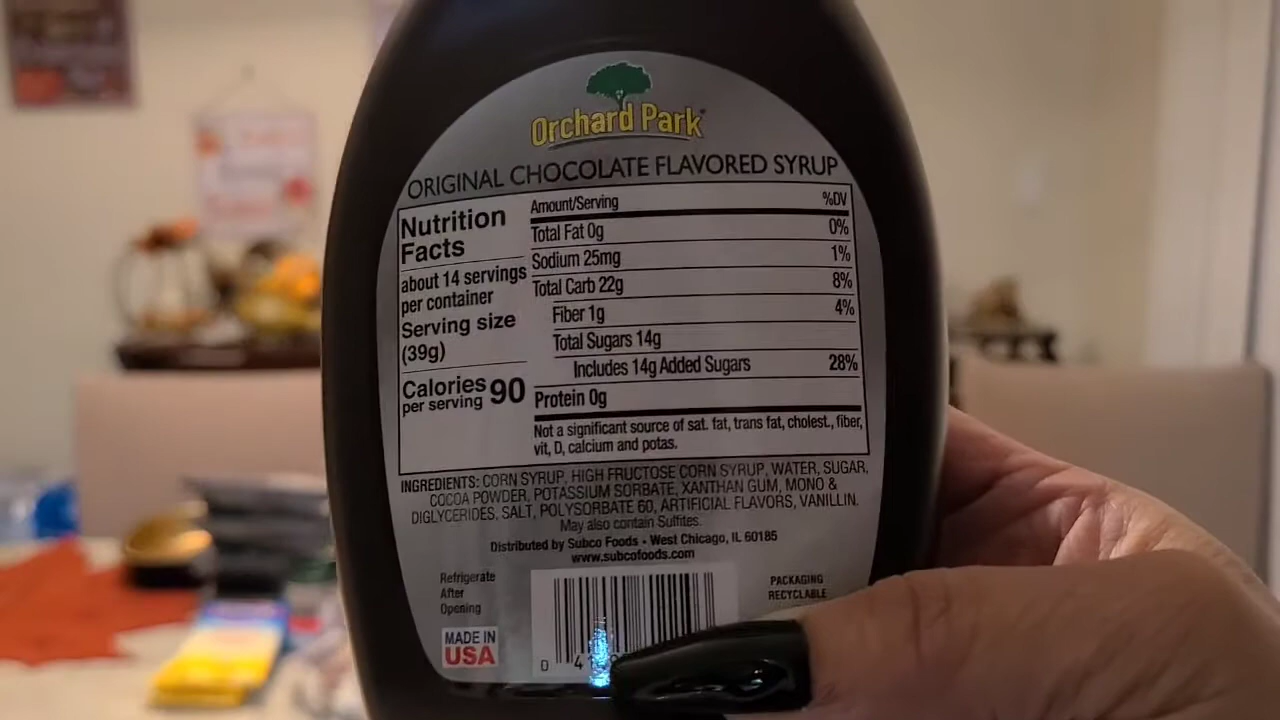 Orchard Park
ORIGINAL CHOCOLATE FLAVORED SYRUP
Nutrition
Facts
about 14 servings
per container
Serving size
(39g)
Calories
per serving 90
Amount/Serving %DV
Total Fat 0g 0%
Sodium 25mg 1%
Total Carb 22g 8%
Fiber 1g 4%
Total Sugars 14g
Includes 14g Added Sugars 28%
Protein 0g
Not a significant source of sat. fat, trans fat, cholest., fiber,
vit, D, calcium and potas.
INGREDIENTS: CORN SYRUP, HIGH FRUCTOSE CORN SYRUP, WATER, SUGAR,
COCOA POWDER, POTASSIUM SORBATE, XANTHAN GUM, MONO &
DIGLYCERIDES, SALT, POLYSORBATE 60, ARTIFICIAL FLAVORS, VANILLIN.
May also contain Sulfites.
Distributed by Subco Foods • West Chicago, IL 60185
www.subcofoods.com
Refrigerate
After
Opening
MADE IN
USA
PACKAGING
RECYCLABLE
0 4